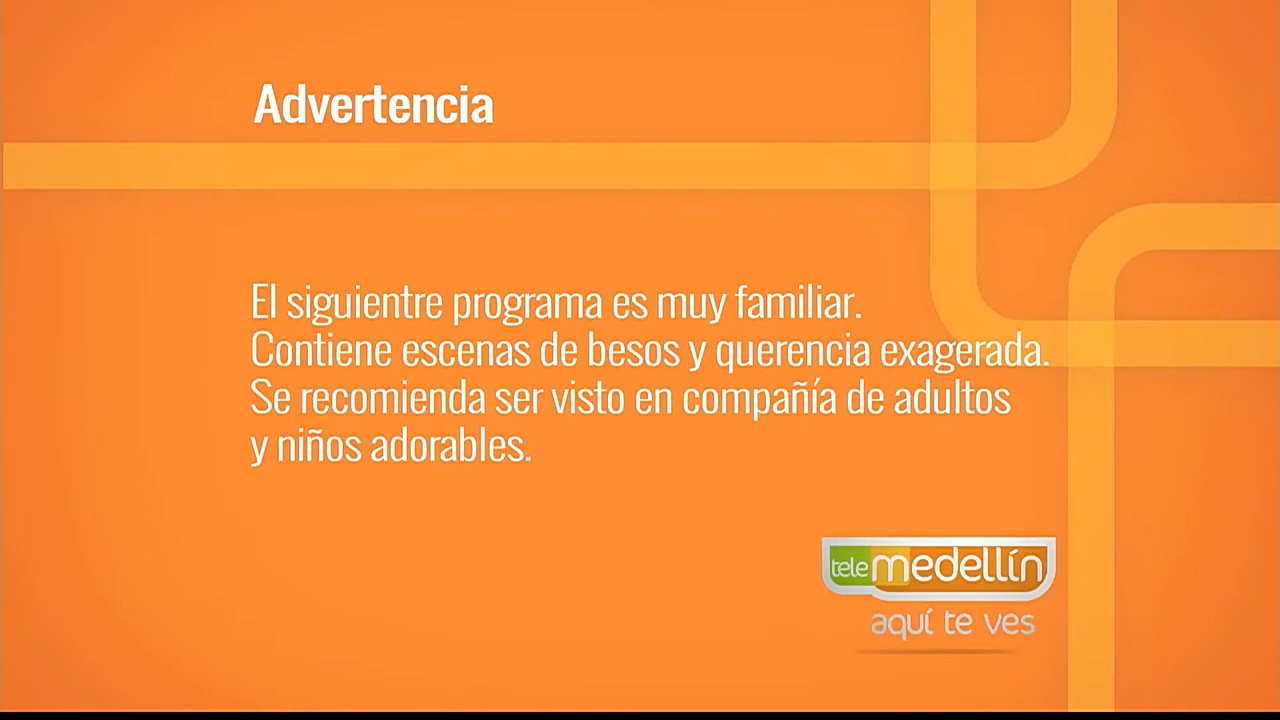 Advertencia
El siguientre programa es muy familiar.
Contiene escenas de besos y querencia exagerada.
Se recomienda ser visto en compañía de adultos
y niños adorables.
tele medellín
aquí te ves